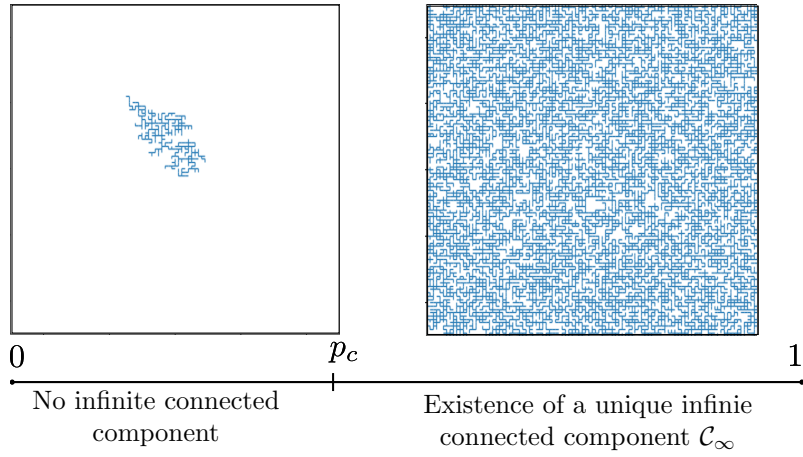 0 p_c 1
No infinite connected
component
Existence of a unique infinie
connected component 𝒞_∞